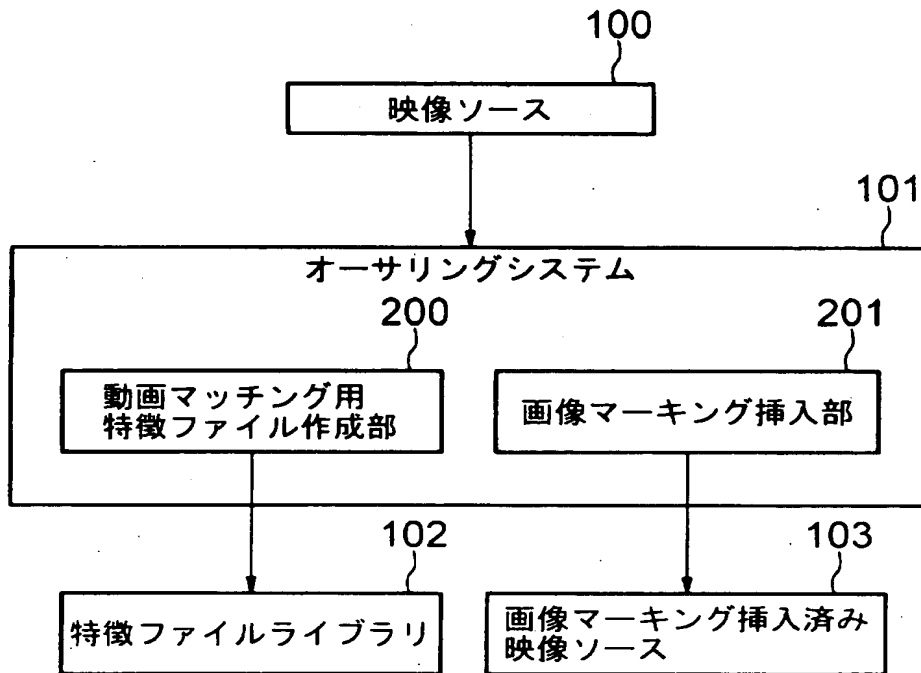 100
映像ソース
101
オーサリングシステム
200
201
動画マッチング用
特徴ファイル作成部
画像マーキング挿入部
102
103
特徴ファイルライブラリ
画像マーキング挿入済み
映像ソース